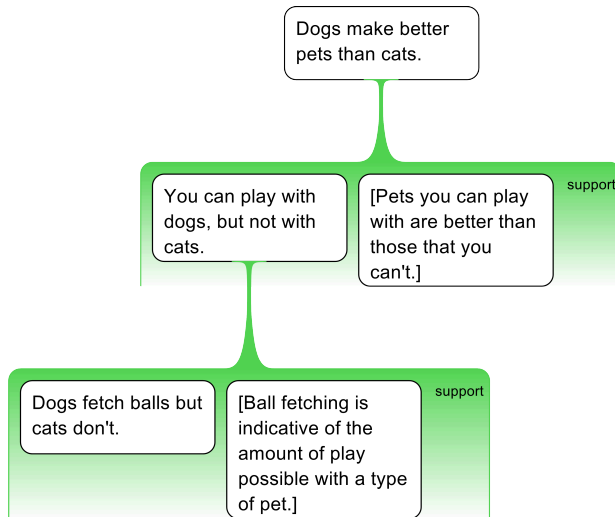 Dogs make better
pets than cats.
You can play with
dogs, but not with
cats.
[Pets you can play
with are better than
those that you
can't.]
support
Dogs fetch balls but
cats don't.
[Ball fetching is
indicative of the
amount of play
possible with a type
of pet.]
support